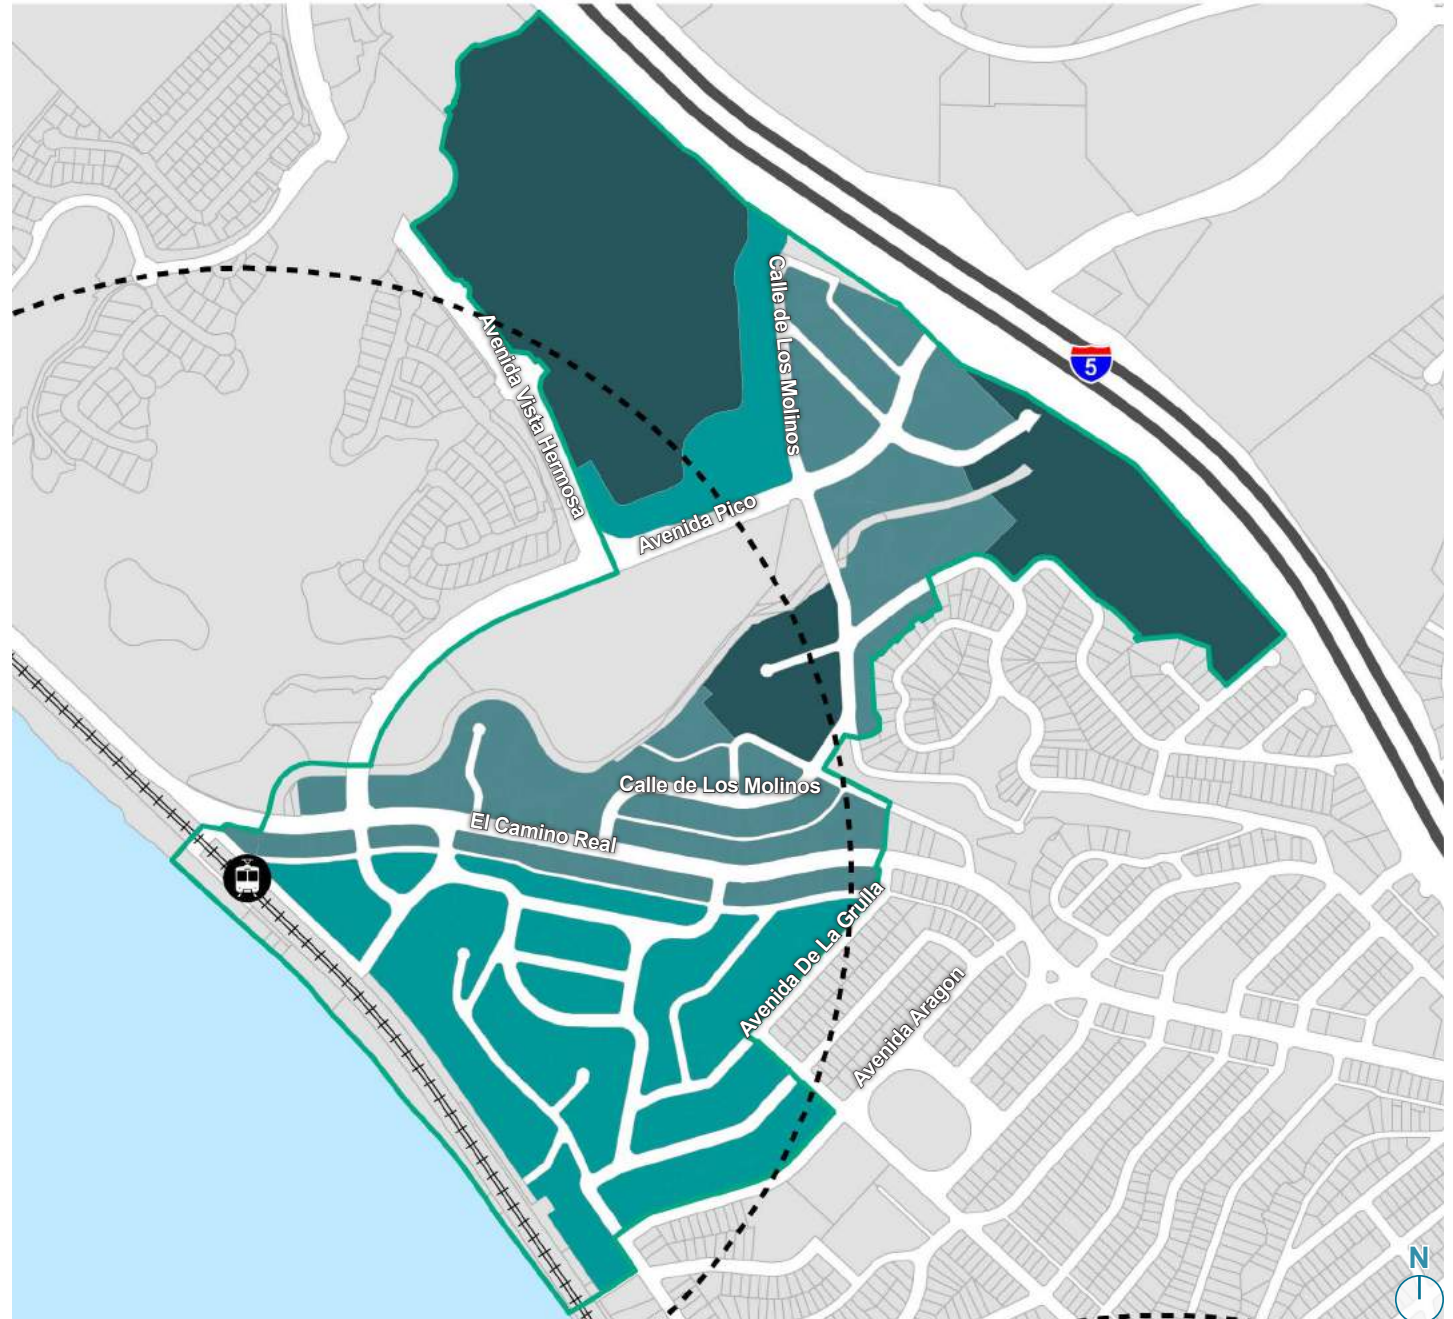 Calle de Los Molinos
Avenida Vista Hermosa
5
Avenida Pico
Calle de Los Molinos
El Camino Real
Avenida De La Grulla
Avenida Aragon
N